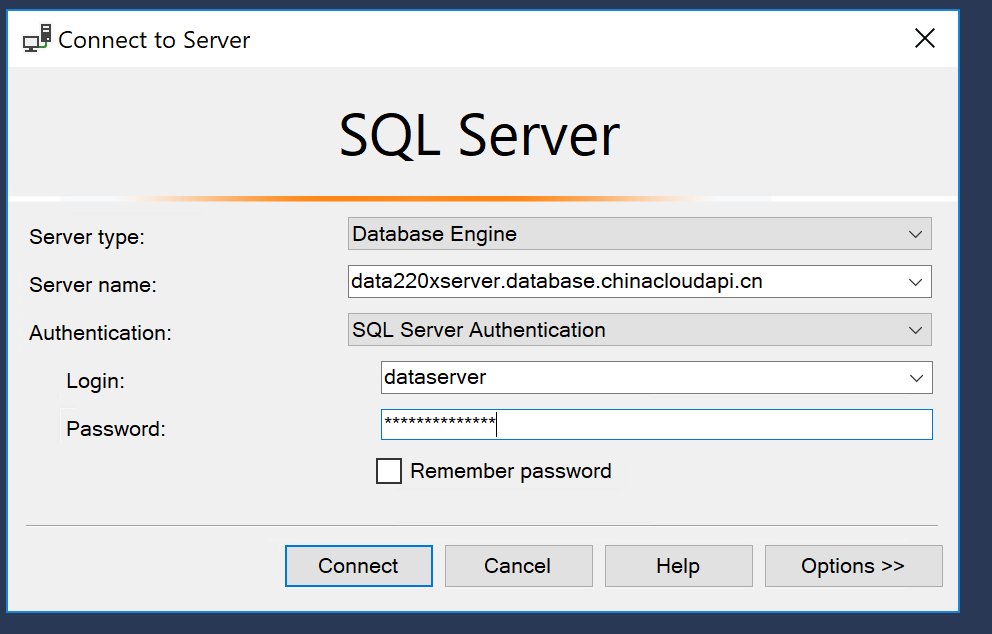 Connect to Server
SQL Server
Server type: Database Engine
Server name: data220xserver.database.chinacloudapi.cn
Authentication: SQL Server Authentication
Login: dataserver
Password: **************
Remember password
Connect Cancel Help Options >>